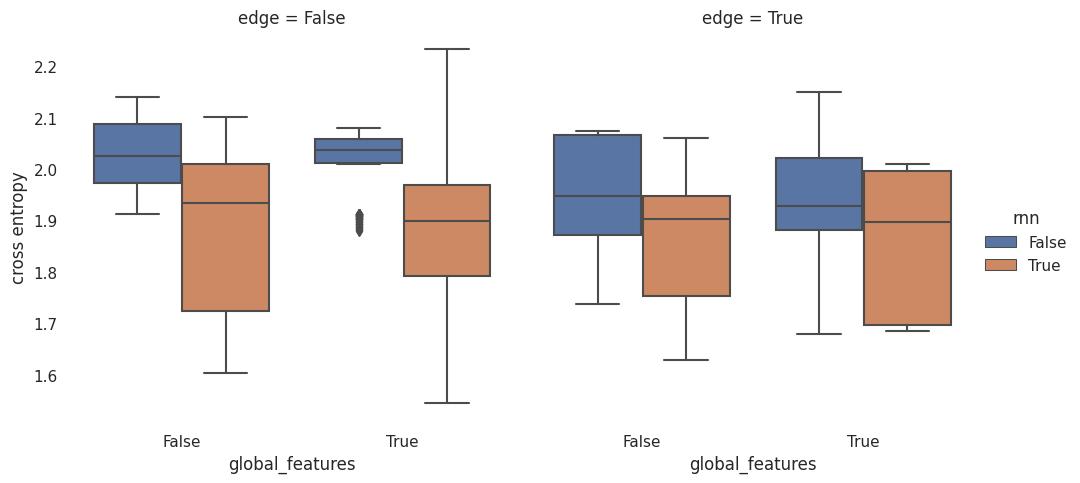 edge = False
edge = True
2.2
2.1
2.0
1.9
1.8
1.7
1.6
cross entropy
False
True
global_features
False
True
global_features
rnn
False
True